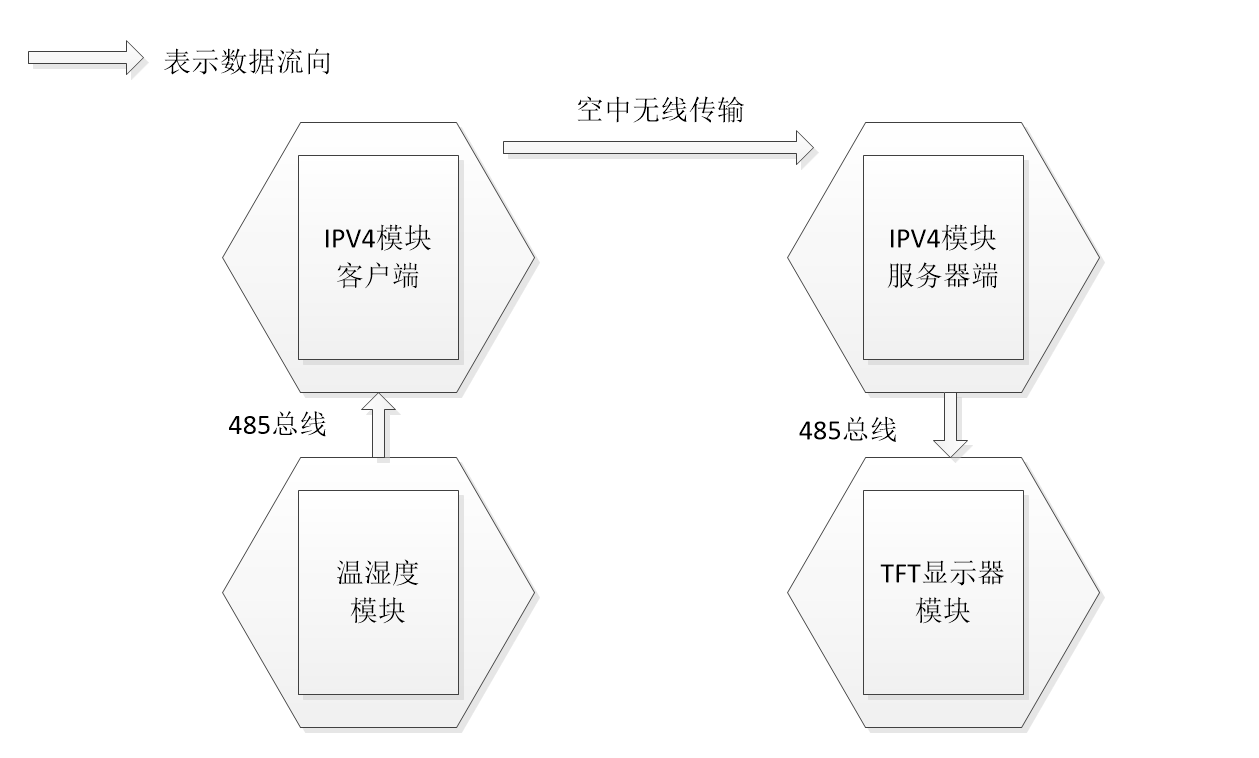 表示数据流向
空中无线传输
IPV4模块
客户端
IPV4模块
服务器端
485总线
485总线
温湿度
模块
TFT显示器
模块